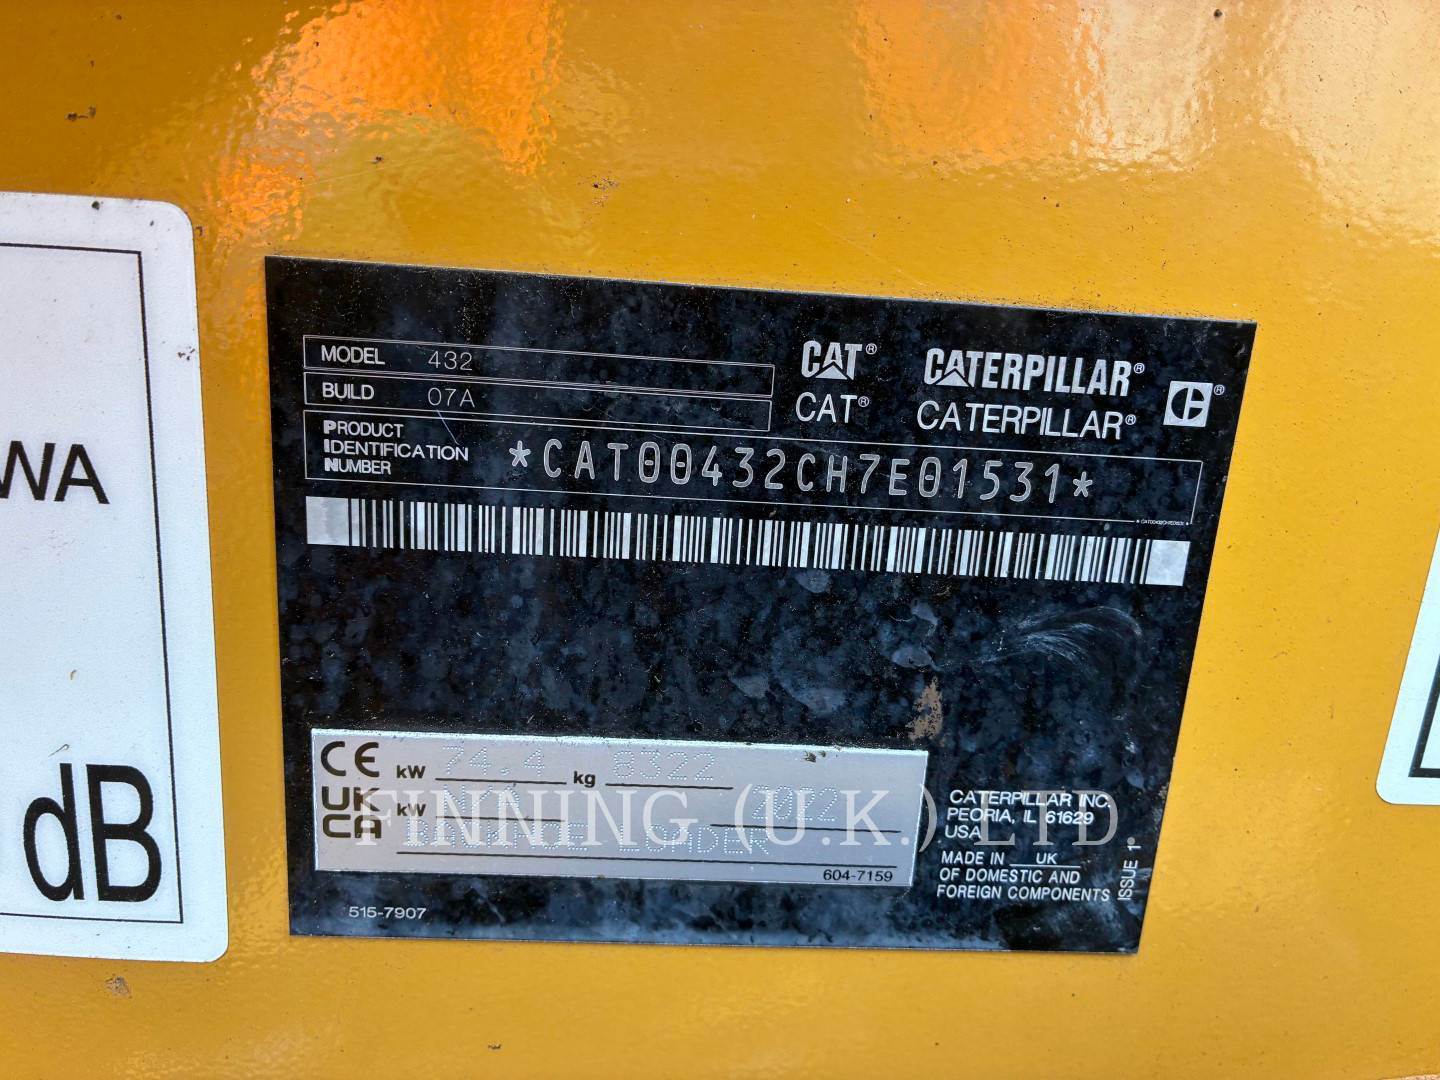 WA
dB
MODEL 432
BUILD 07A
PRODUCT
IDENTIFICATION
NUMBER
*CAT00432CH7E01531*
CAT® CATERPILLAR®
CAT® CATERPILLAR®
CE kW 74,4 kg 8322
UK
CA kW
LOADER
604-7159
515-7907
FINNING (U.K.) LTD.
CATERPILLAR INC.
PEORIA, IL 61629
USA
MADE IN UK
OF DOMESTIC AND
FOREIGN COMPONENTS
ISSUE 1